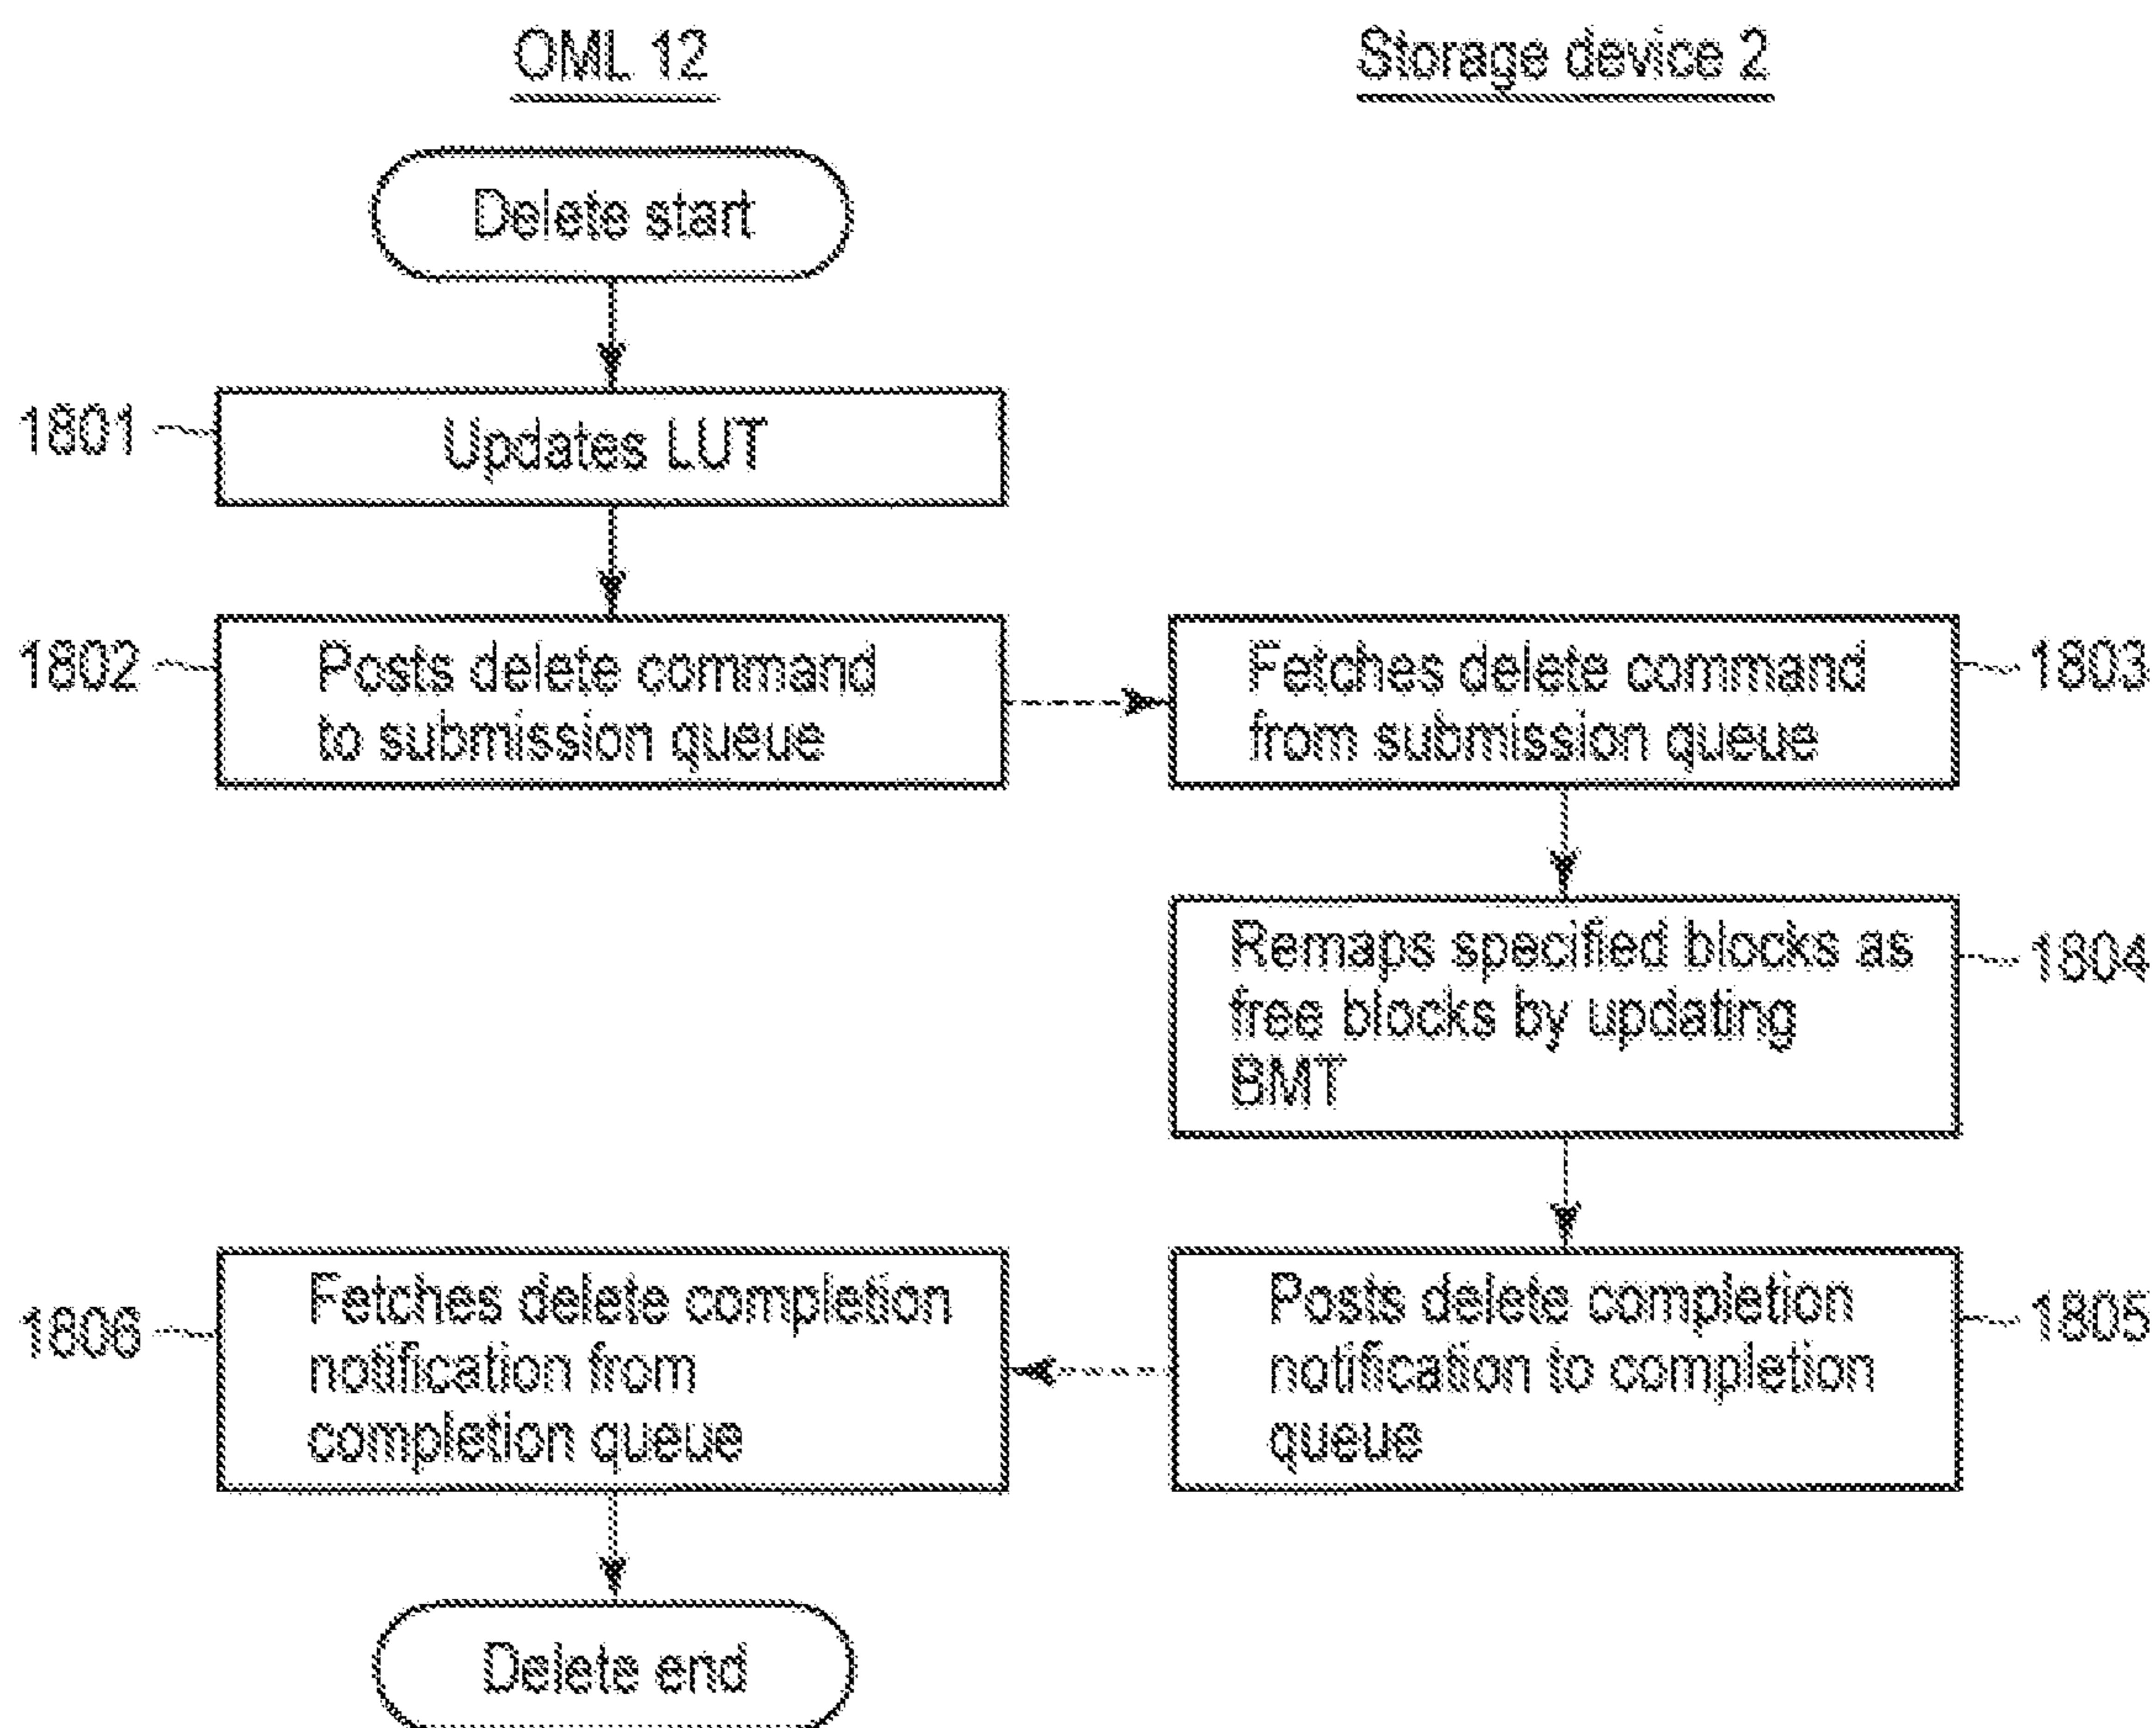 OML 12
Storage device 2
Delete start
1801
Updates LUT
1802
Posts delete command
to submission queue
Fetches delete command
from submission queue
1803
Remaps specified blocks as
free blocks by updating
BMT
1804
1806
Fetches delete completion
notification from
completion queue
Posts delete completion
notification to completion
queue
1805
Delete end